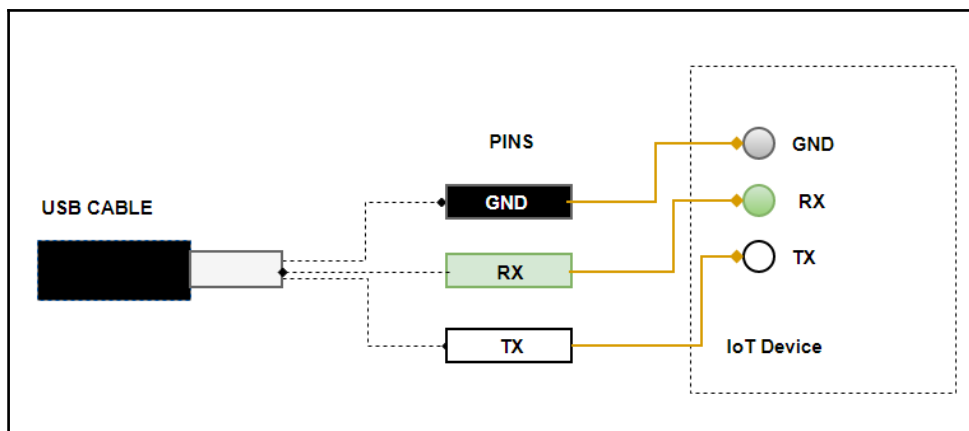 PINS
USB CABLE
GND
RX
TX
GND
RX
TX
IoT Device